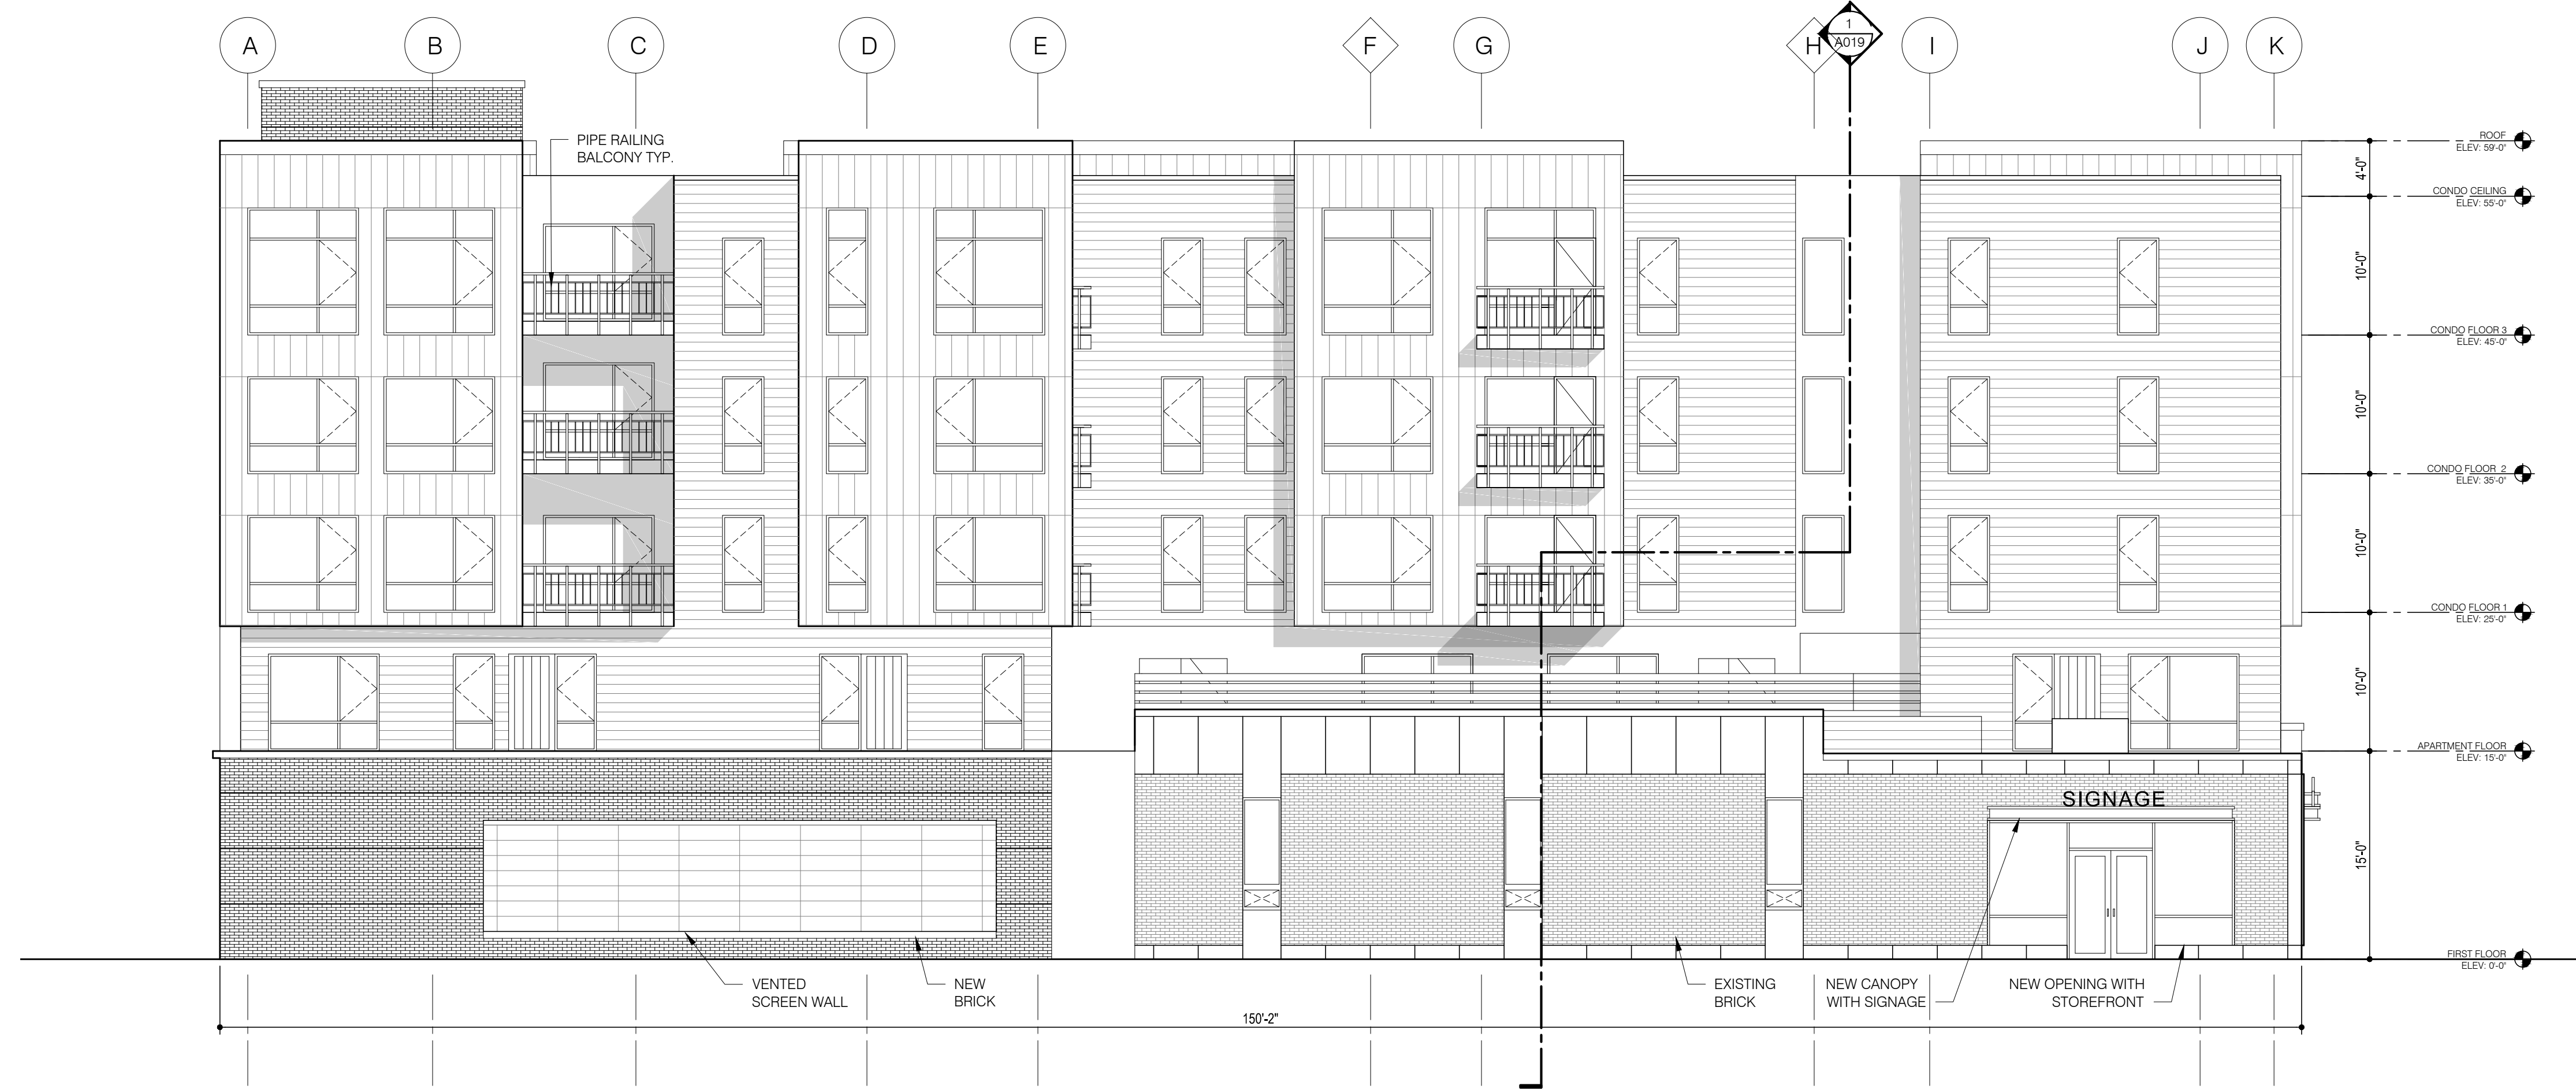 A B C D E F G H I J K
1
A019
PIPE RAILING
BALCONY TYP.
ROOF
ELEV: 59'-0"
4'-0"
CONDO CEILING
ELEV: 55'-0"
10'-0"
CONDO FLOOR 3
ELEV: 45'-0"
10'-0"
CONDO FLOOR 2
ELEV: 35'-0"
10'-0"
CONDO FLOOR 1
ELEV: 25'-0"
10'-0"
APARTMENT FLOOR
ELEV: 15'-0"
SIGNAGE
15'-0"
FIRST FLOOR
ELEV: 0'-0"
VENTED
SCREEN WALL
NEW
BRICK
EXISTING
BRICK
NEW CANOPY
WITH SIGNAGE
NEW OPENING WITH
STOREFRONT
150'-2"